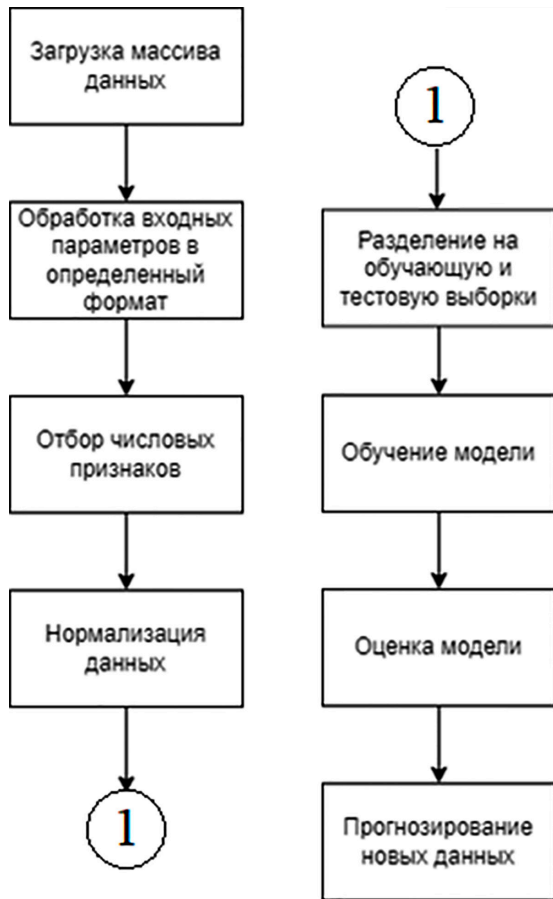 Загрузка массива
данных
Обработка входных
параметров в
определенный
формат
Отбор числовых
признаков
Нормализация
данных
1
1
Разделение на
обучающую и
тестовую выборки
Обучение модели
Оценка модели
Прогнозирование
новых данных